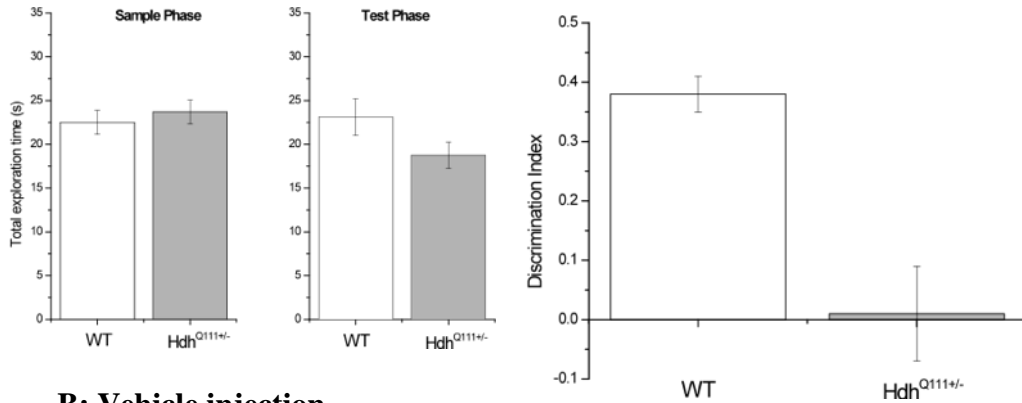 Sample Phase
Total exploration time (s)
35
30
25
20
15
10
5
0
WT
Hdh^Q111+/-
Test Phase
35
30
25
20
15
10
5
0
WT
Hdh^Q111+/-
Discrimination Index
0.5
0.4
0.3
0.2
0.1
0.0
-0.1
WT
Hdh^Q111+/-